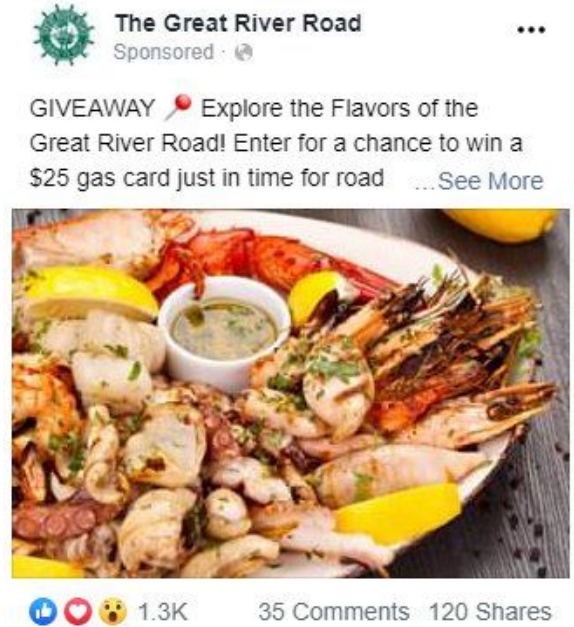 The Great River Road
Sponsored ·
GIVEAWAY Explore the Flavors of the
Great River Road! Enter for a chance to win a
$25 gas card just in time for road ...See More
1.3K 35 Comments 120 Shares